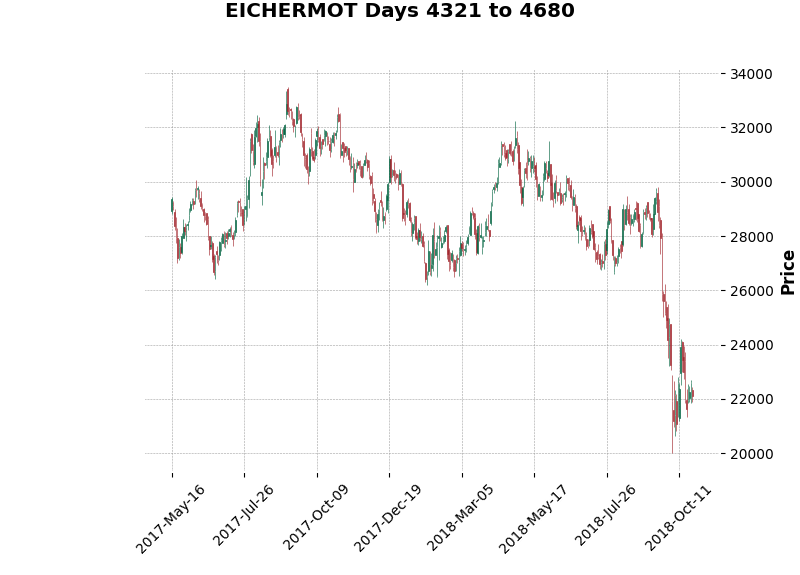 EICHERMOT Days 4321 to 4680
34000
32000
30000
28000
26000
24000
22000
20000
Price
2017-May-16
2017-Jul-26
2017-Oct-09
2017-Dec-19
2018-Mar-05
2018-May-17
2018-Jul-26
2018-Oct-11